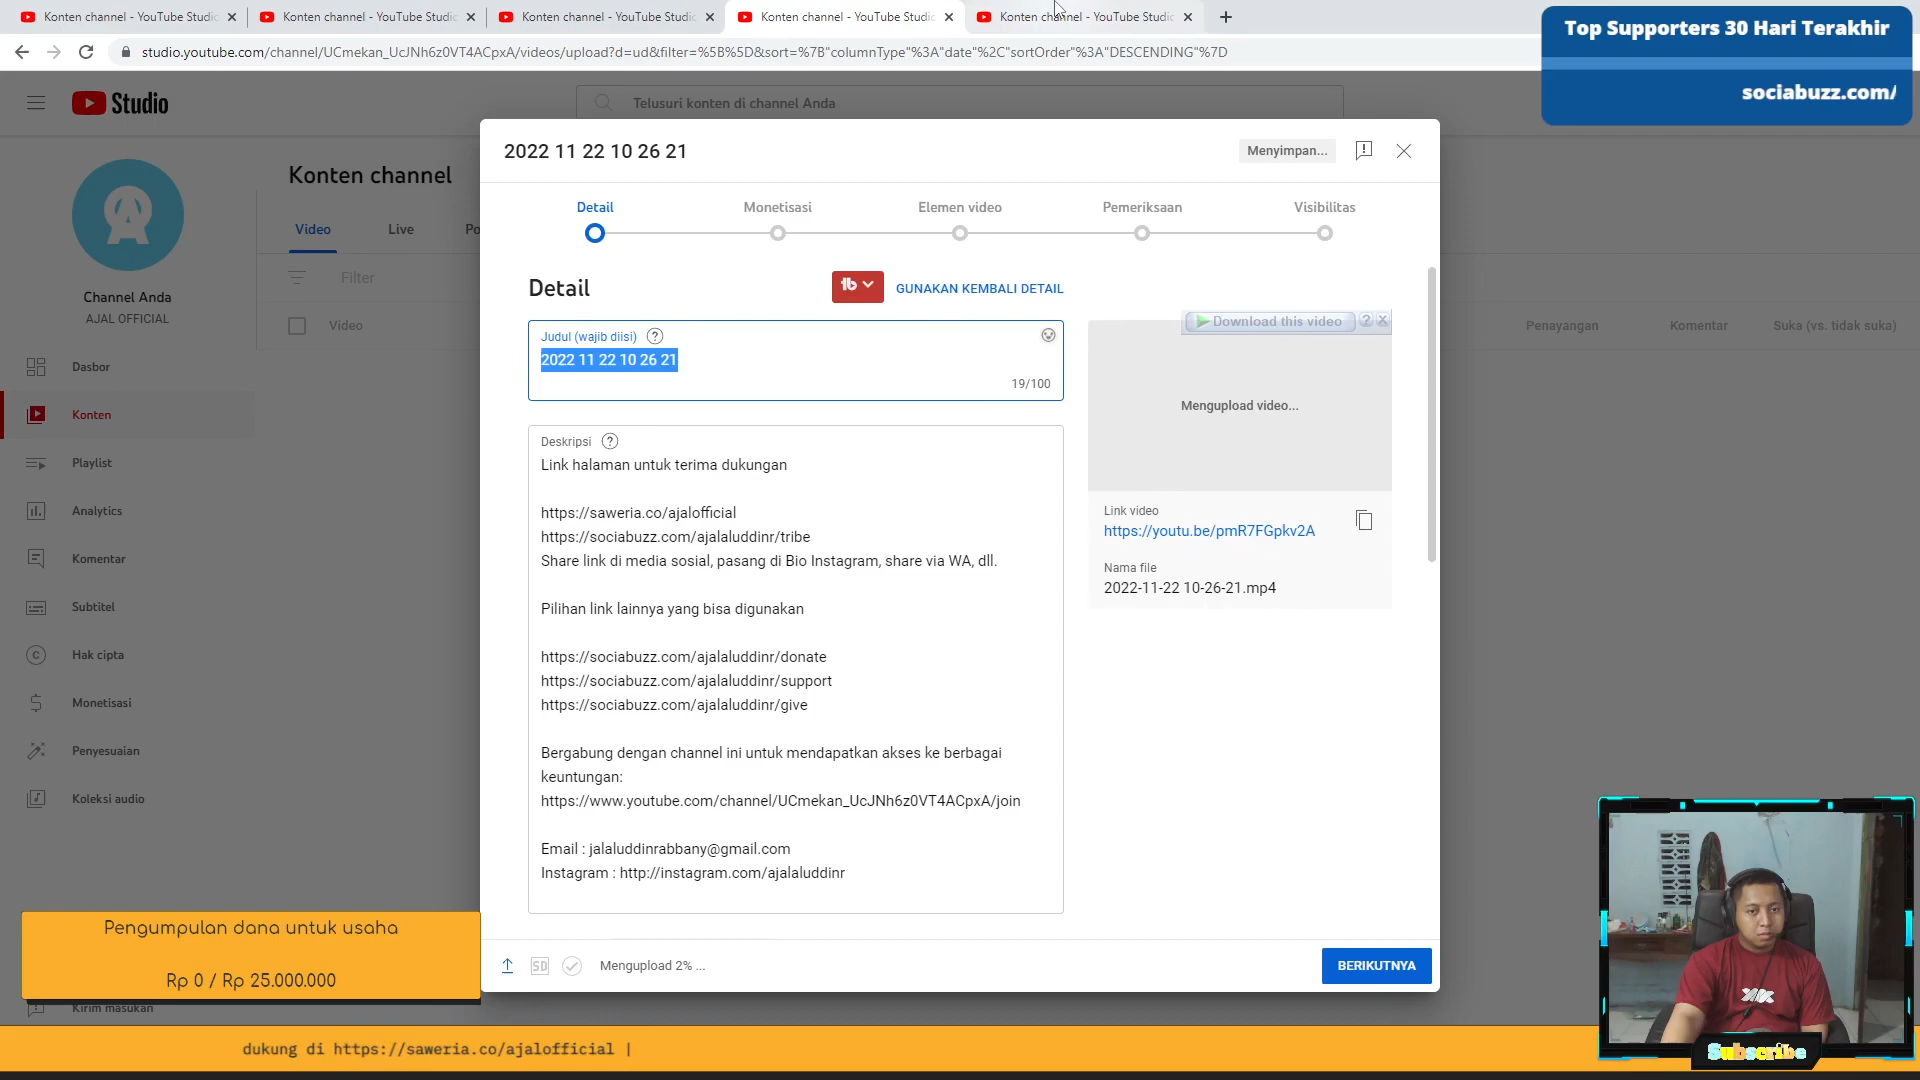 Konten channel - YouTube Studio
Konten channel - YouTube Studio
Konten channel - YouTube Studio
Konten channel - YouTube Studio
Konten channel - YouTube Studio
studio.youtube.com/channel/UCmekan_UcJNh6z0VT4ACpxA/videos/upload?d=ud&filter=%5B%5D&sort=%7B"columnType"%3A"date"%2C"sortOrder"%3A"DESCENDING"%7D
Top Supporters 30 Hari Terakhir
sociabuzz.com/
Studio
Telusuri konten di channel Anda
Channel Anda
AJAL OFFICIAL
Dasbor
Konten
Playlist
Analytics
Komentar
Subtitel
Hak cipta
Monetisasi
Penyesuaian
Koleksi audio
Kirim masukan
Konten channel
Video
Live
Po
Filter
Video
Penayangan
Komentar
Suka (vs. tidak suka)
2022 11 22 10 26 21
Menyimpan...
Detail
Monetisasi
Elemen video
Pemeriksaan
Visibilitas
Detail
GUNAKAN KEMBALI DETAIL
Judul (wajib diisi)
2022 11 22 10 26 21
19/100
Deskripsi
Link halaman untuk terima dukungan
https://saweria.co/ajalofficial
https://sociabuzz.com/ajalaluddinr/tribe
Share link di media sosial, pasang di Bio Instagram, share via WA, dll.
Pilihan link lainnya yang bisa digunakan
https://sociabuzz.com/ajalaluddinr/donate
https://sociabuzz.com/ajalaluddinr/support
https://sociabuzz.com/ajalaluddinr/give
Bergabung dengan channel ini untuk mendapatkan akses ke berbagai
keuntungan:
https://www.youtube.com/channel/UCmekan_UcJNh6z0VT4ACpxA/join
Email : jalaluddinrabbany@gmail.com
Instagram : http://instagram.com/ajalaluddinr
Download this video
Mengupload video...
Link video
https://youtu.be/pmR7FGpkv2A
Nama file
2022-11-22 10-26-21.mp4
SD
Mengupload 2% ...
BERIKUTNYA
Pengumpulan dana untuk usaha
Rp 0 / Rp 25.000.000
dukung di https://saweria.co/ajalofficial |
Subscribe